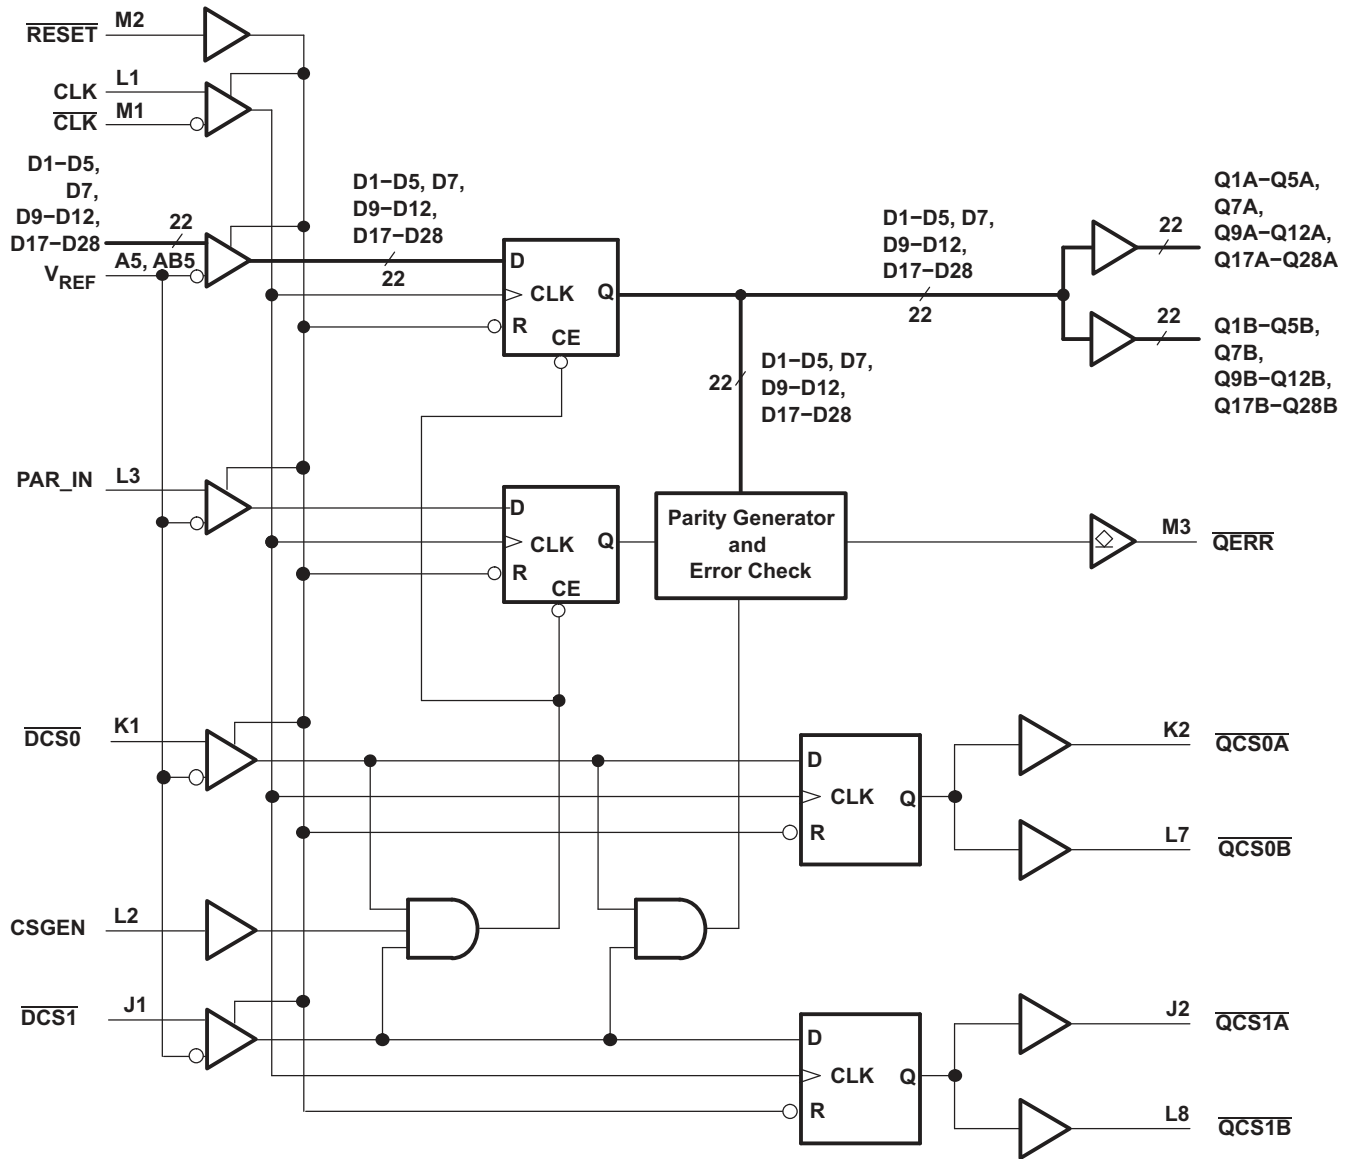 RESET M2
CLK L1
CLK M1
D1−D5,
D7,
D9−D12,
D17−D28
22
A5, AB5
VREF
D1−D5, D7,
D9−D12,
D17−D28
22
D
CLK Q
R
CE
D1−D5, D7,
D9−D12,
D17−D28
22
22
Q1A−Q5A,
Q7A,
Q9A−Q12A,
Q17A−Q28A
22
Q1B−Q5B,
Q7B,
Q9B−Q12B,
Q17B−Q28B
22
D1−D5, D7,
D9−D12,
D17−D28
PAR_IN L3
D
CLK Q
R
CE
Parity Generator
and
Error Check
M3 QERR
DCS0 K1
D
CLK Q
R
K2 QCS0A
L7 QCS0B
CSGEN L2
DCS1 J1
D
CLK Q
R
J2 QCS1A
L8 QCS1B